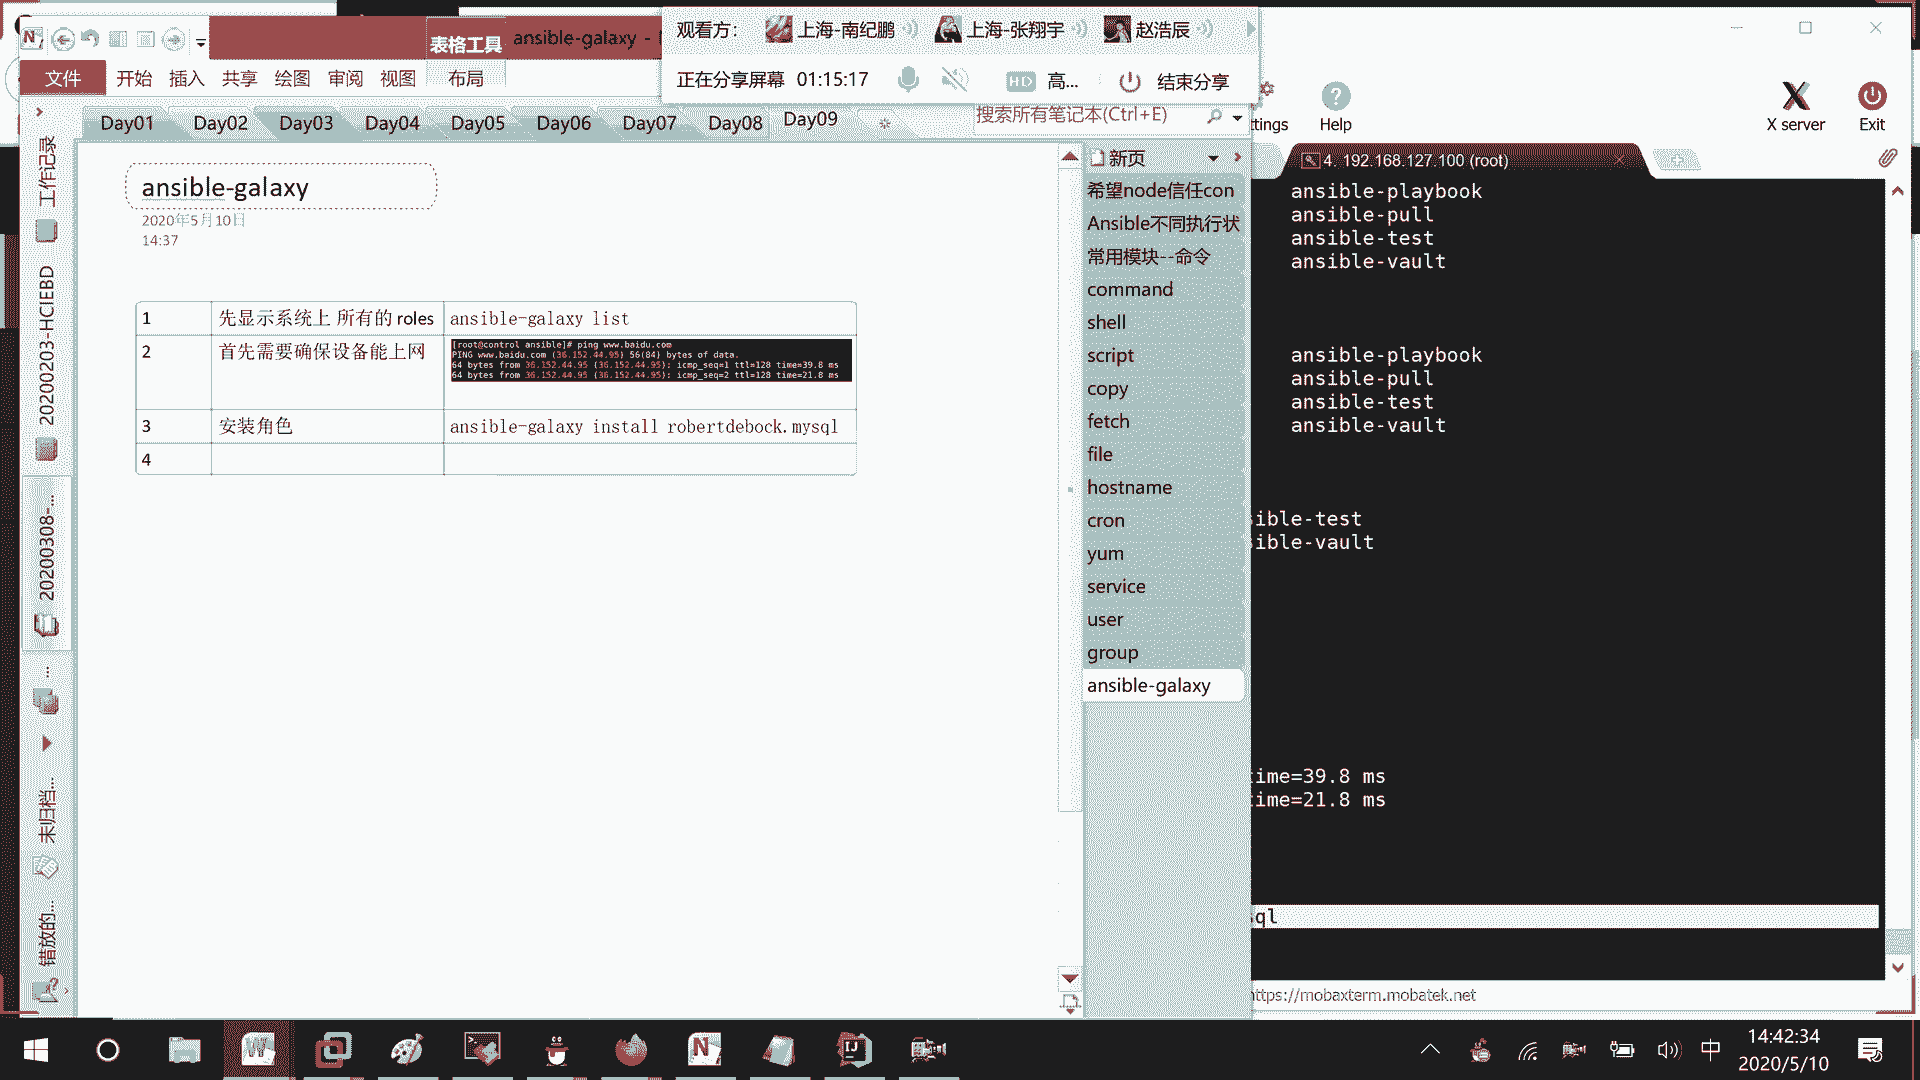 表格工具
ansible-galaxy -
观看方：
上海-南纪鹏
上海-张翔宇
赵浩辰
文件
开始
插入
共享
绘图
审阅
视图
布局
正在分享屏幕 01:15:17
HD
高...
结束分享
ttings
Help
X server
Exit
Day01
Day02
Day03
Day04
Day05
Day06
Day07
Day08
Day09
搜索所有笔记本(Ctrl+E)
工作记录
20200203-HCIEBD
20200308-...
...
未归档...
错放的...
ansible-galaxy
2020年5月10日
14:37
1 先显示系统上 所有的 roles ansible-galaxy list
2 首先需要确保设备能上网
[root@control ansible]# ping www.baidu.com
PING www.baidu.com (36.152.44.95) 56(84) bytes of data.
64 bytes from 36.152.44.95 (36.152.44.95): icmp_seq=1 ttl=128 time=39.8 ms
64 bytes from 36.152.44.95 (36.152.44.95): icmp_seq=2 ttl=128 time=21.8 ms
3 安装角色 ansible-galaxy install robertdebock.mysql
4
新页
希望node信任con
Ansible不同执行状
常用模块--命令
command
shell
script
copy
fetch
file
hostname
cron
yum
service
user
group
ansible-galaxy
4. 192.168.127.100 (root)
ansible-playbook
ansible-pull
ansible-test
ansible-vault
ansible-playbook
ansible-pull
ansible-test
ansible-vault
ible-test
ible-vault
time=39.8 ms
time=21.8 ms
ql
https://mobaxterm.mobatek.net
中
14:42:34
2020/5/10